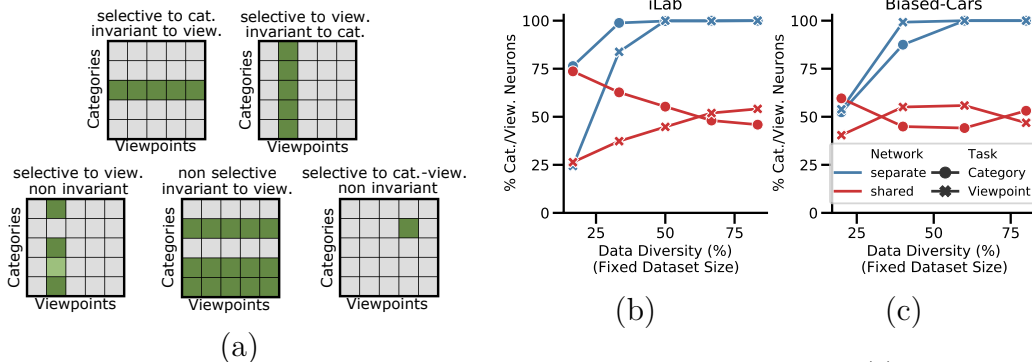 selective to cat.
invariant to view.
Categories
Viewpoints
selective to view.
invariant to cat.
Viewpoints
selective to view.
non invariant
Categories
Viewpoints
non selective
invariant to view.
Viewpoints
selective to cat.-view.
non invariant
Categories
(a)
iLab
% Cat./View. Neurons
100
75
50
25
0
25
50
75
Data Diversity (%)
(Fixed Dataset Size)
(b)
Biased-Cars
% Cat./View. Neurons
100
75
50
25
0
Network
separate
shared
Task
Category
Viewpoint
25
50
75
Data Diversity (%)
(Fixed Dataset Size)
(c)